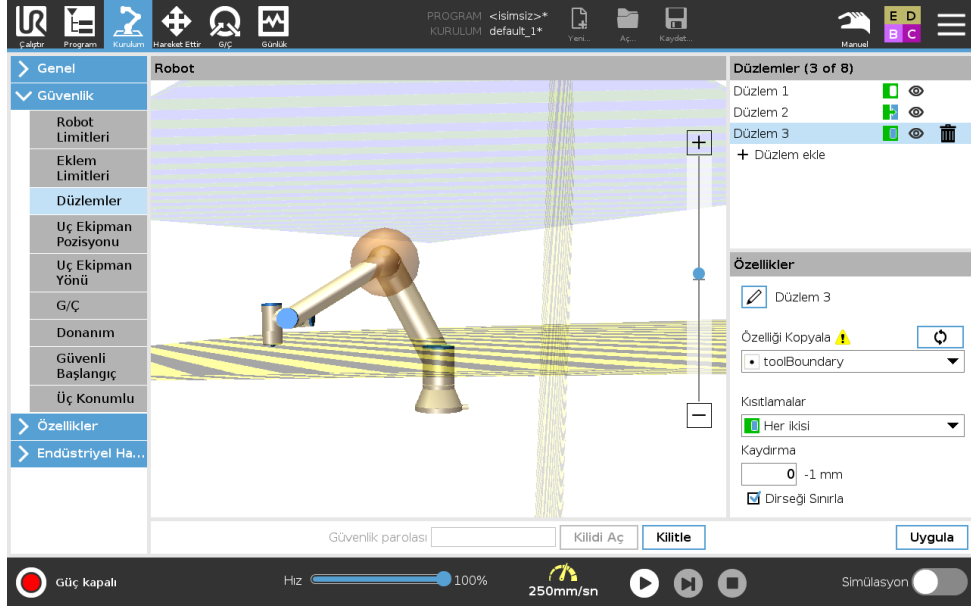 PROGRAM <isimsiz>*
KURULUM default_1*
Yeni...
Aç...
Kaydet...
E D
B C
Çalıştır
Program
Kurulum
Hareket Ettir
G/Ç
Günlük
Manuel
Genel
Güvenlik
Robot
Limitleri
Eklem
Limitleri
Düzlemler
Uç Ekipman
Pozisyonu
Uç Ekipman
Yönü
G/Ç
Donanım
Güvenli
Başlangıç
Üç Konumlu
Özellikler
Endüstriyel Ha...
Robot
Düzlemler (3 of 8)
Düzlem 1
Düzlem 2
Düzlem 3
+ Düzlem ekle
Özellikler
Düzlem 3
Özelliği Kopyala
toolBoundary
Kısıtlamalar
Her ikisi
Kaydırma
0 -1 mm
Dirseği Sınırla
Güvenlik parolası
Kilidi Aç
Kilitle
Uygula
Güç kapalı
Hız
100%
250mm/sn
Simülasyon